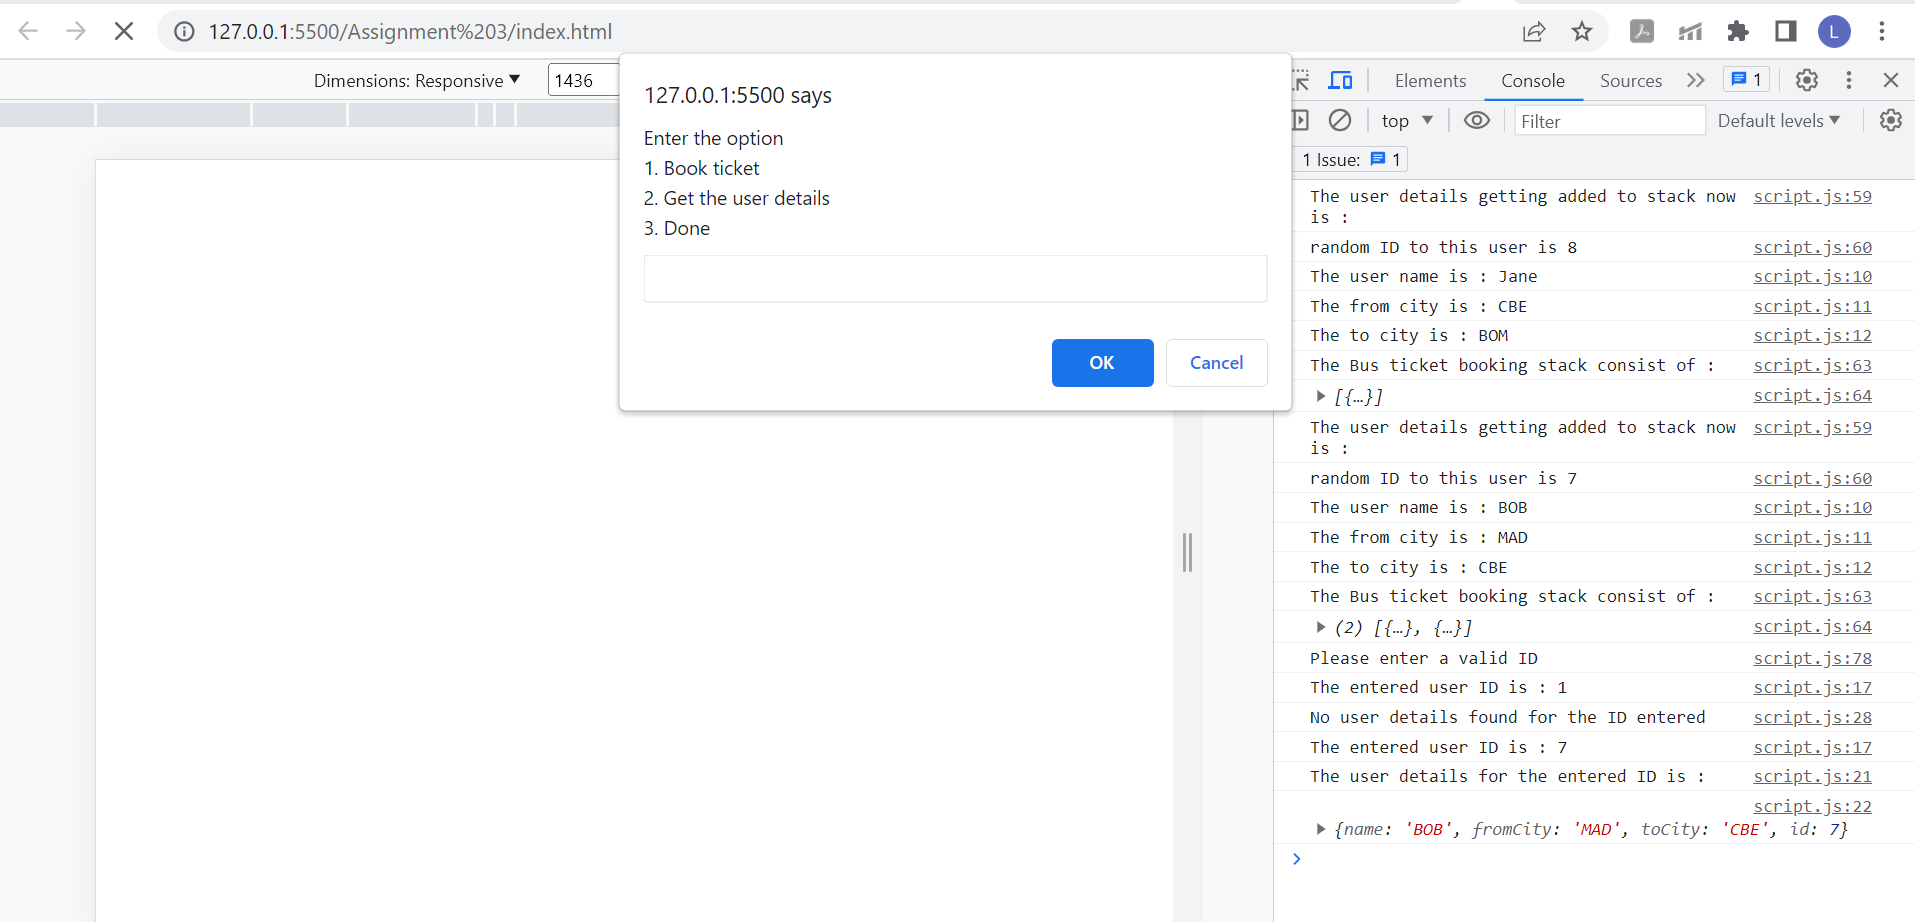 127.0.0.1:5500/Assignment%203/index.html
L
Dimensions: Responsive
1436
127.0.0.1:5500 says
Enter the option
1. Book ticket
2. Get the user details
3. Done
OK
Cancel
Elements
Console
Sources
1
top
Filter
Default levels
1 Issue: 1
The user details getting added to stack now script.js:59
is :
random ID to this user is 8 script.js:60
The user name is : Jane script.js:10
The from city is : CBE script.js:11
The to city is : BOM script.js:12
The Bus ticket booking stack consist of : script.js:63
[{…}] script.js:64
The user details getting added to stack now script.js:59
is :
random ID to this user is 7 script.js:60
The user name is : BOB script.js:10
The from city is : MAD script.js:11
The to city is : CBE script.js:12
The Bus ticket booking stack consist of : script.js:63
(2) [{…}, {…}] script.js:64
Please enter a valid ID script.js:78
The entered user ID is : 1 script.js:17
No user details found for the ID entered script.js:28
The entered user ID is : 7 script.js:17
The user details for the entered ID is : script.js:21
script.js:22
{name: 'BOB', fromCity: 'MAD', toCity: 'CBE', id: 7}